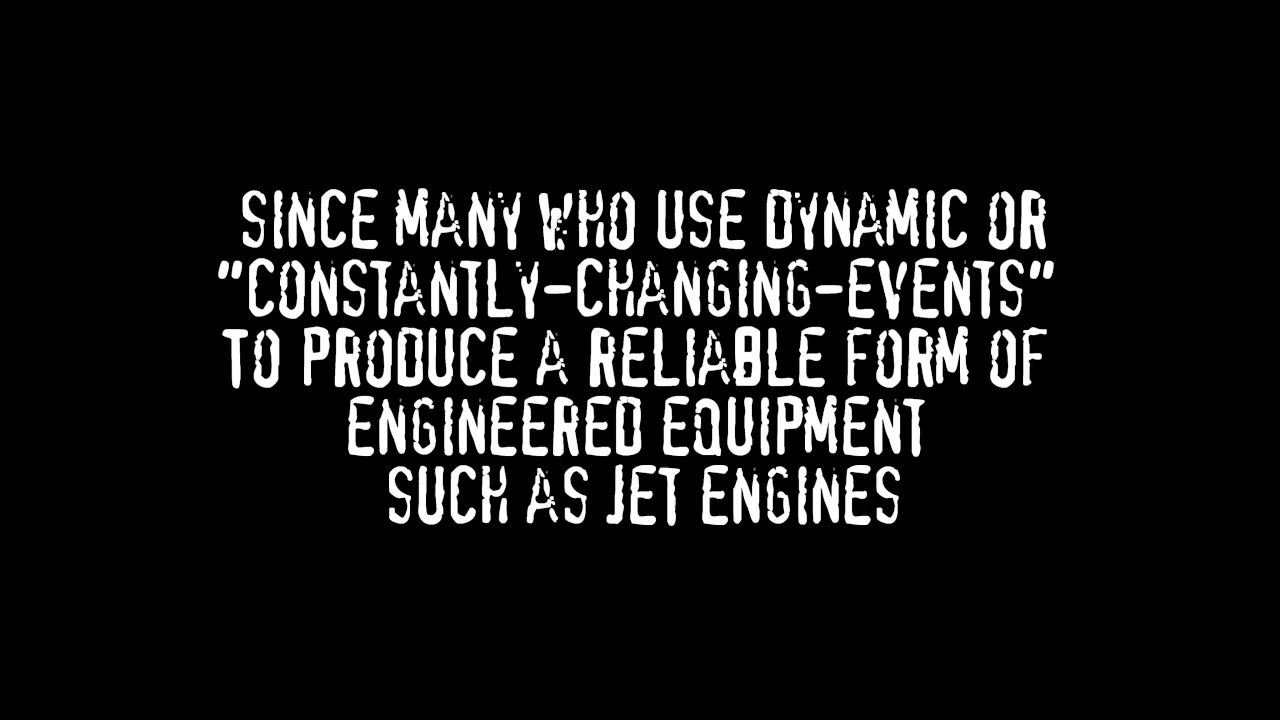 SINCE MANY WHO USE DYNAMIC OR
"CONSTANTLY-CHANGING-EVENTS"
TO PRODUCE A RELIABLE FORM OF
ENGINEERED EQUIPMENT
SUCH AS JET ENGINES